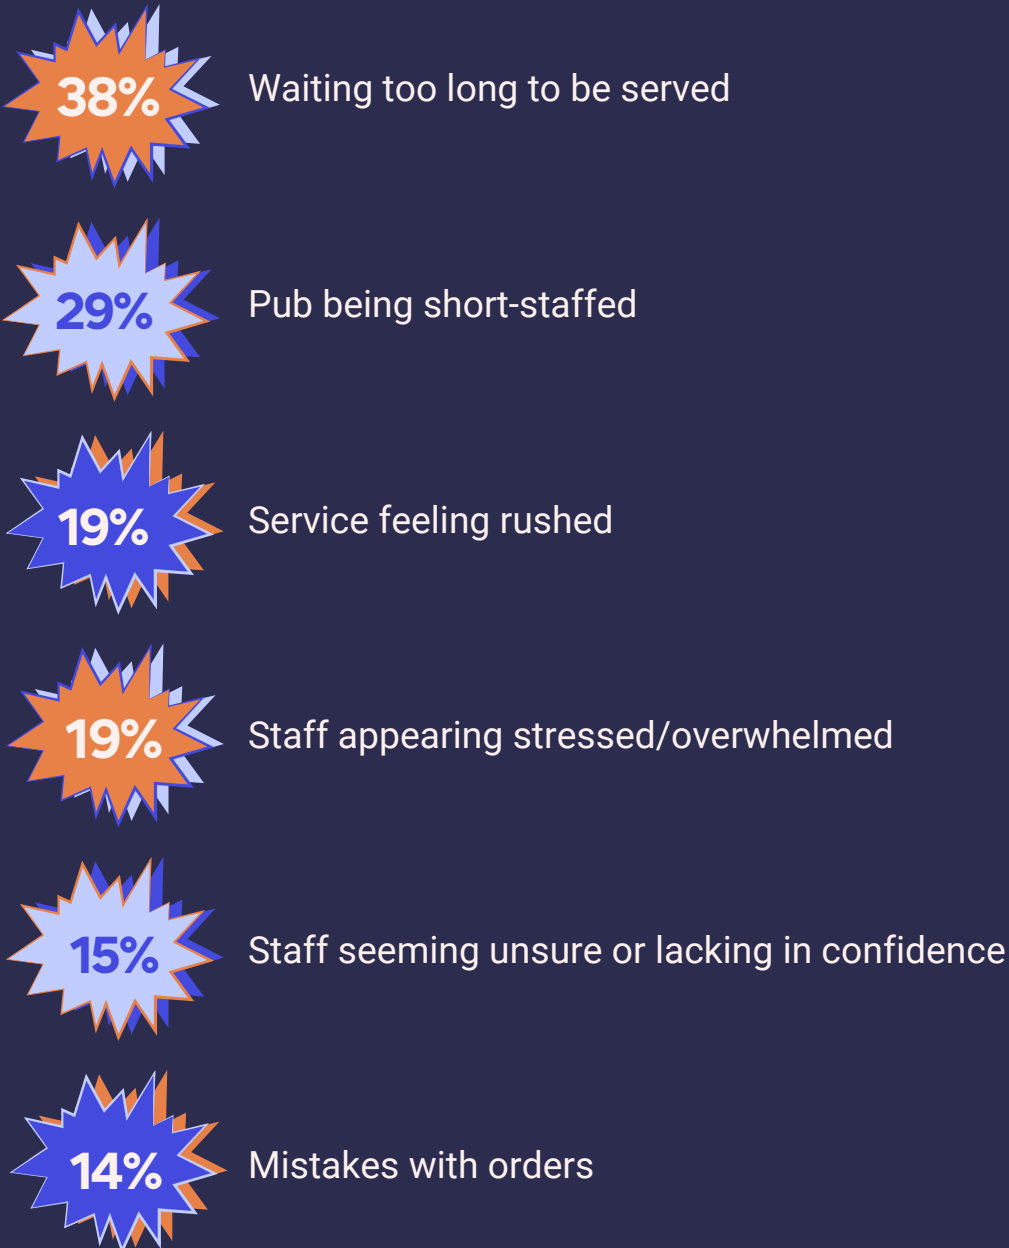 38% Waiting too long to be served
29% Pub being short-staffed
19% Service feeling rushed
19% Staff appearing stressed/overwhelmed
15% Staff seeming unsure or lacking in confidence
14% Mistakes with orders